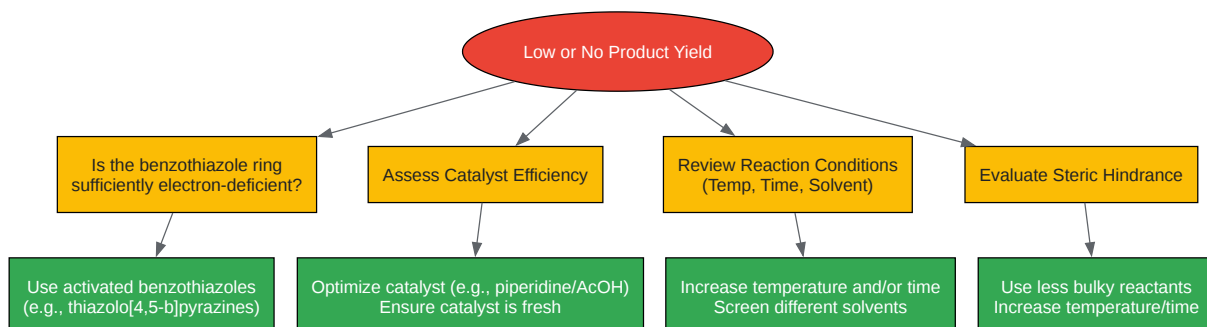 Low or No Product Yield
Is the benzothiazole ring
sufficiently electron-deficient?
Assess Catalyst Efficiency
Review Reaction Conditions
(Temp, Time, Solvent)
Evaluate Steric Hindrance
Use activated benzothiazoles
(e.g., thiazolo[4,5-b]pyrazines)
Optimize catalyst (e.g., piperidine/AcOH)
Ensure catalyst is fresh
Increase temperature and/or time
Screen different solvents
Use less bulky reactants
Increase temperature/time